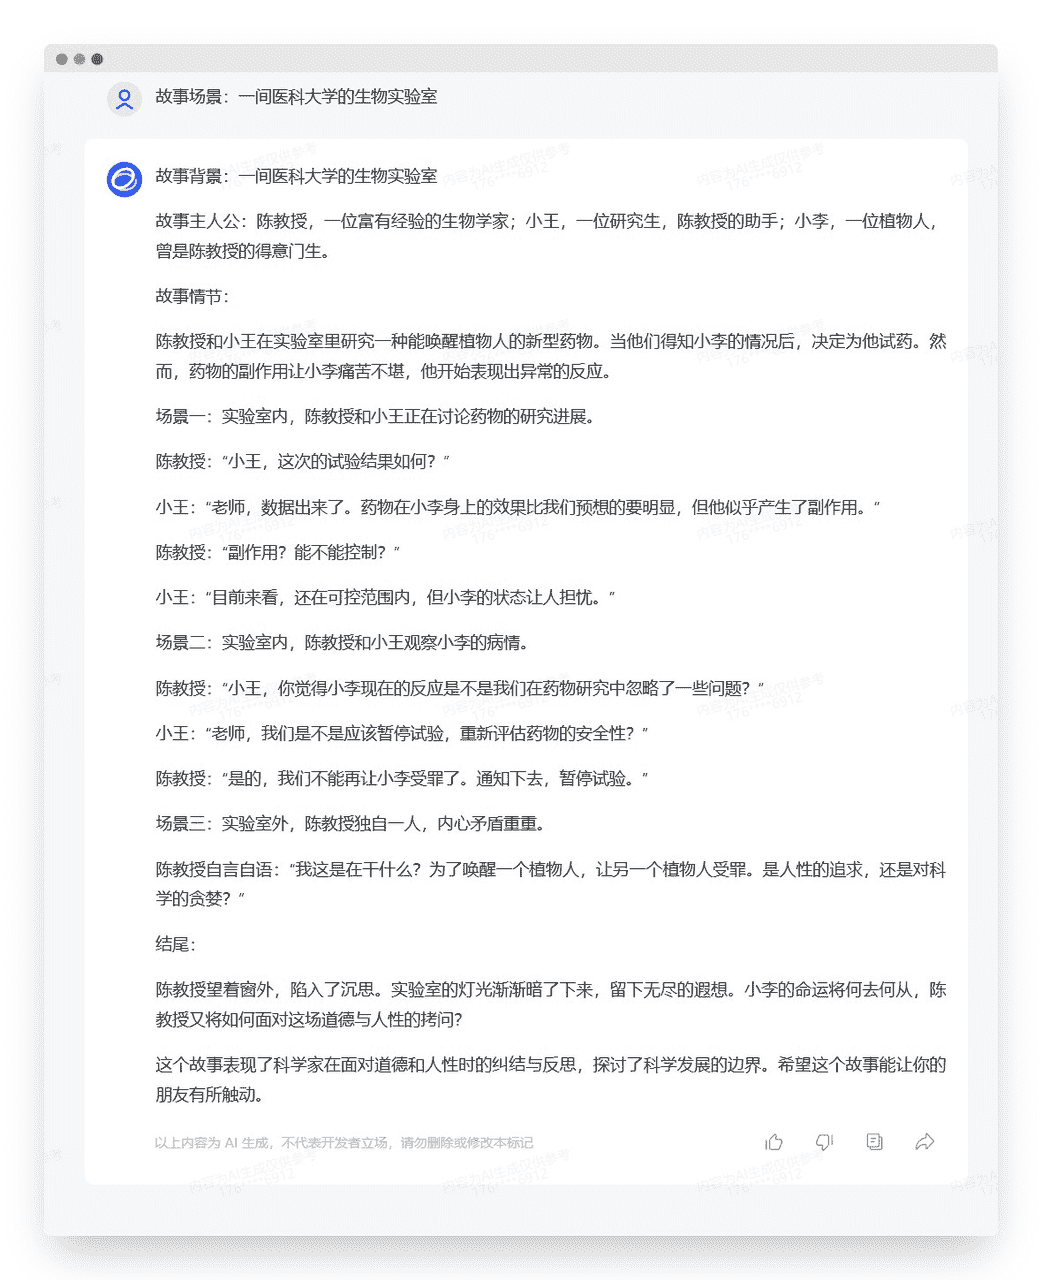 故事场景：一间医科大学的生物实验室
故事背景：一间医科大学的生物实验室
故事主人公：陈教授，一位富有经验的生物学家；小王，一位研究生，陈教授的助手；小李，一位植物人，
曾是陈教授的得意门生。
故事情节：
陈教授和小王在实验室里研究一种能唤醒植物人的新型药物。当他们得知小李的情况后，决定为他试药。然
而，药物的副作用让小李痛苦不堪，他开始表现出异常的反应。
场景一：实验室内，陈教授和小王正在讨论药物的研究进展。
陈教授：“小王，这次的试验结果如何？”
小王：“老师，数据出来了。药物在小李身上的效果比我们预想的要明显，但他似乎产生了副作用。”
陈教授：“副作用？能不能控制？”
小王：“目前来看，还在可控范围内，但小李的状态让人担忧。”
场景二：实验室内，陈教授和小王观察小李的病情。
陈教授：“小王，你觉得小李现在的反应是不是我们在药物研究中忽略了一些问题？”
小王：“老师，我们是不是应该暂停试验，重新评估药物的安全性？”
陈教授：“是的，我们不能再让小李受罪了。通知下去，暂停试验。”
场景三：实验室外，陈教授独自一人，内心矛盾重重。
陈教授自言自语：“我这是在干什么？为了唤醒一个植物人，让另一个植物人受罪。是人性的追求，还是对科
学的贪婪？”
结尾：
陈教授望着窗外，陷入了沉思。实验室的灯光渐渐暗了下来，留下无尽的遐想。小李的命运将何去何从，陈
教授又将如何面对这场道德与人性的拷问？
这个故事表现了科学家在面对道德和人性时的纠结与反思，探讨了科学发展的边界。希望这个故事能让你的
朋友有所触动。
以上内容为 AI 生成，不代表开发者立场，请勿删除或修改本标记
内容为AI生成仅供参考
176****6912